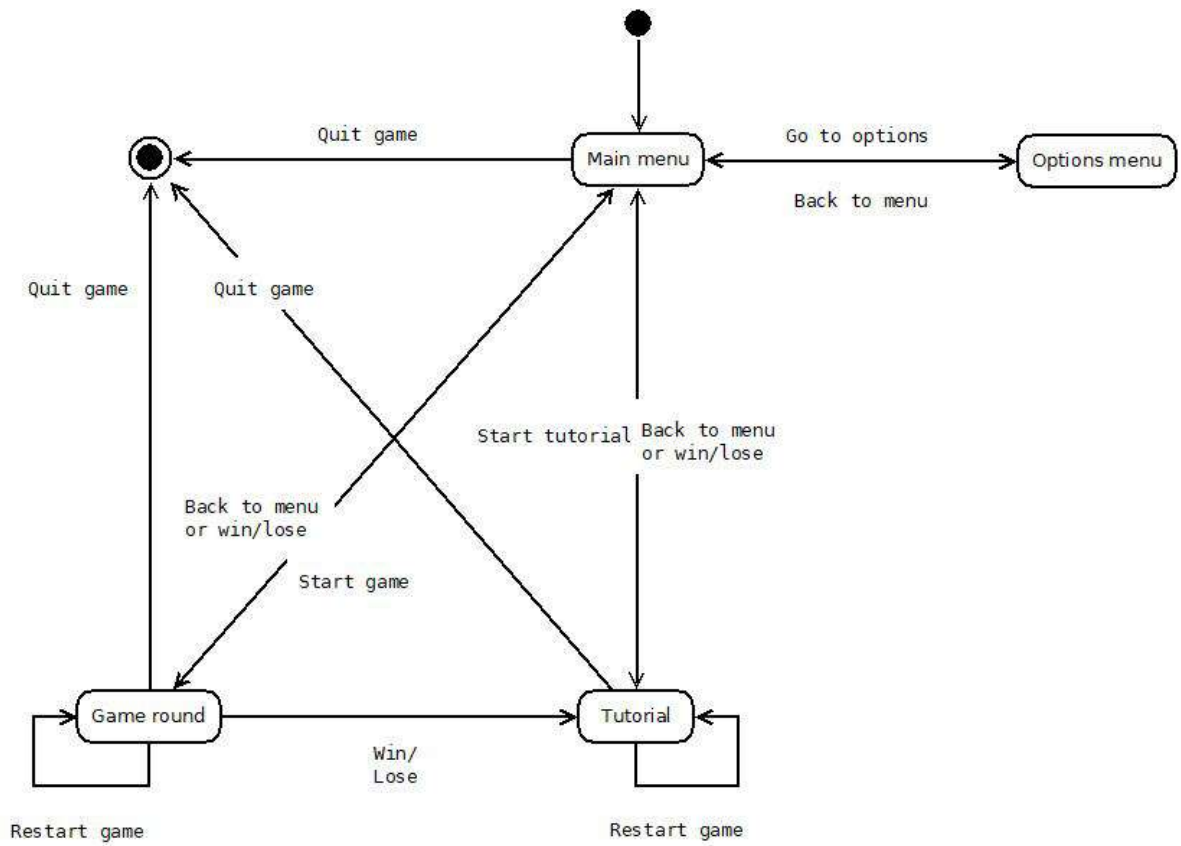 Quit game
Main menu
Go to options
Options menu
Back to menu
Quit game
Quit game
Start tutorial
Back to menu
or win/lose
Back to menu
or win/lose
Start game
Game round
Tutorial
Win/
Lose
Restart game
Restart game